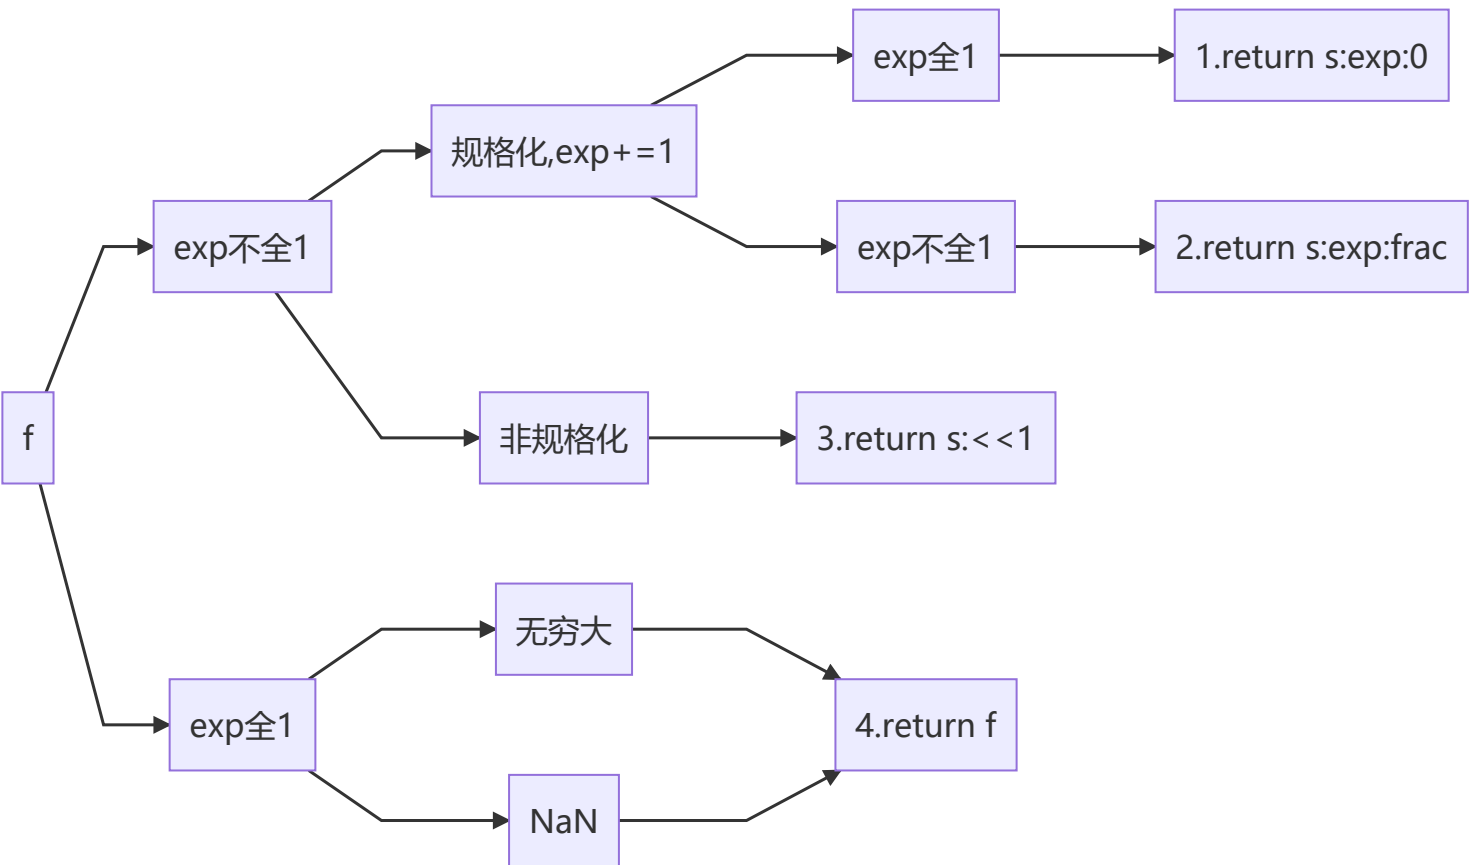 exp全1
1.return s:exp:0
规格化,exp+=1
exp不全1
exp不全1
2.return s:exp:frac
f
非规格化
3.return s:<<1
无穷大
exp全1
4.return f
NaN